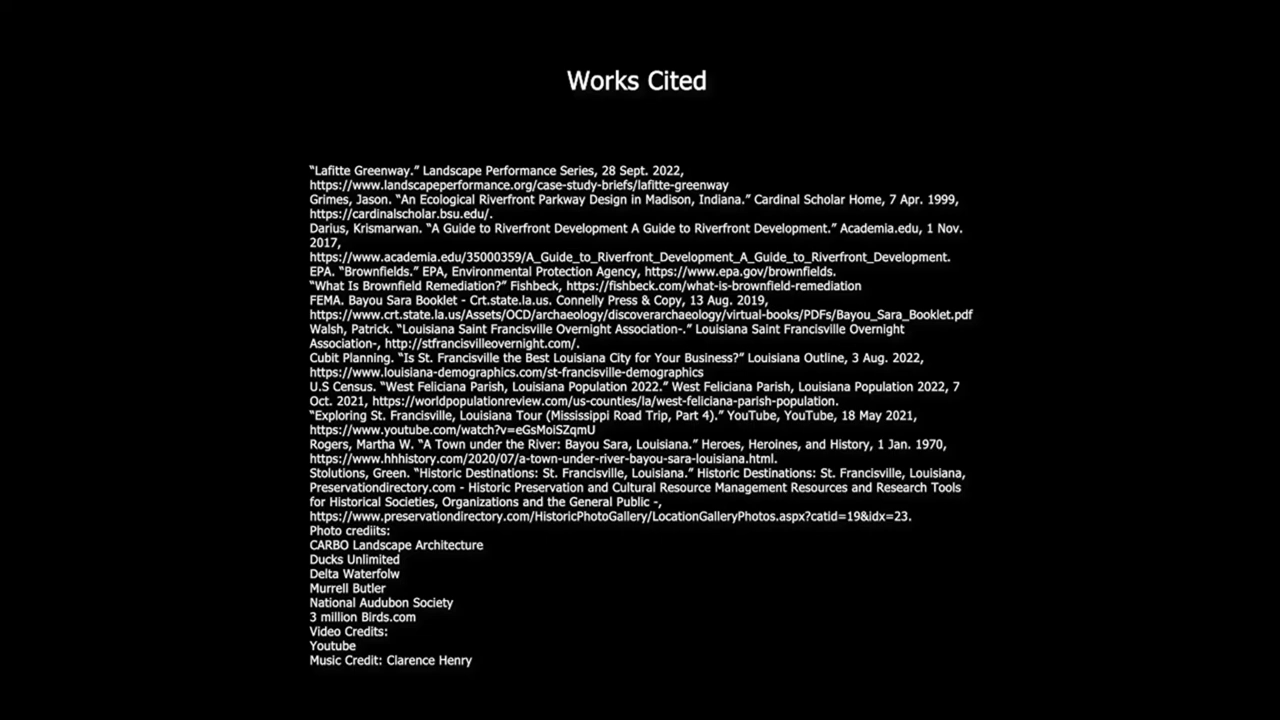 Works Cited
“Lafitte Greenway.” Landscape Performance Series, 28 Sept. 2022,
https://www.landscapeperformance.org/case-study-briefs/lafitte-greenway
Grimes, Jason. “An Ecological Riverfront Parkway Design in Madison, Indiana.” Cardinal Scholar Home, 7 Apr. 1999,
https://cardinalscholar.bsu.edu/.
Darius, Krismarwan. “A Guide to Riverfront Development A Guide to Riverfront Development.” Academia.edu, 1 Nov.
2017,
https://www.academia.edu/35000359/A_Guide_to_Riverfront_Development_A_Guide_to_Riverfront_Development.
EPA. “Brownfields.” EPA, Environmental Protection Agency, https://www.epa.gov/brownfields.
“What Is Brownfield Remediation?” Fishbeck, https://fishbeck.com/what-is-brownfield-remediation
FEMA. Bayou Sara Booklet - Crt.state.la.us. Connelly Press & Copy, 13 Aug. 2019,
https://www.crt.state.la.us/Assets/OCD/archaeology/discoverarchaeology/virtual-books/PDFs/Bayou_Sara_Booklet.pdf
Walsh, Patrick. “Louisiana Saint Francisville Overnight Association-.” Louisiana Saint Francisville Overnight
Association-, http://stfrancisvilleovernight.com/.
Cubit Planning. “Is St. Francisville the Best Louisiana City for Your Business?” Louisiana Outline, 3 Aug. 2022,
https://www.louisiana-demographics.com/st-francisville-demographics
U.S Census. “West Feliciana Parish, Louisiana Population 2022.” West Feliciana Parish, Louisiana Population 2022, 7
Oct. 2021, https://worldpopulationreview.com/us-counties/la/west-feliciana-parish-population.
“Exploring St. Francisville, Louisiana Tour (Mississippi Road Trip, Part 4).” YouTube, YouTube, 18 May 2021,
https://www.youtube.com/watch?v=eGsMoiSZqmU
Rogers, Martha W. “A Town under the River: Bayou Sara, Louisiana.” Heroes, Heroines, and History, 1 Jan. 1970,
https://www.hhhistory.com/2020/07/a-town-under-river-bayou-sara-louisiana.html.
Stolutions, Green. “Historic Destinations: St. Francisville, Louisiana.” Historic Destinations: St. Francisville, Louisiana,
Preservationdirectory.com - Historic Preservation and Cultural Resource Management Resources and Research Tools
for Historical Societies, Organizations and the General Public -,
https://www.preservationdirectory.com/HistoricPhotoGallery/LocationGalleryPhotos.aspx?catid=19&idx=23.
Photo crediits:
CARBO Landscape Architecture
Ducks Unlimited
Delta Waterfolw
Murrell Butler
National Audubon Society
3 million Birds.com
Video Credits:
Youtube
Music Credit: Clarence Henry